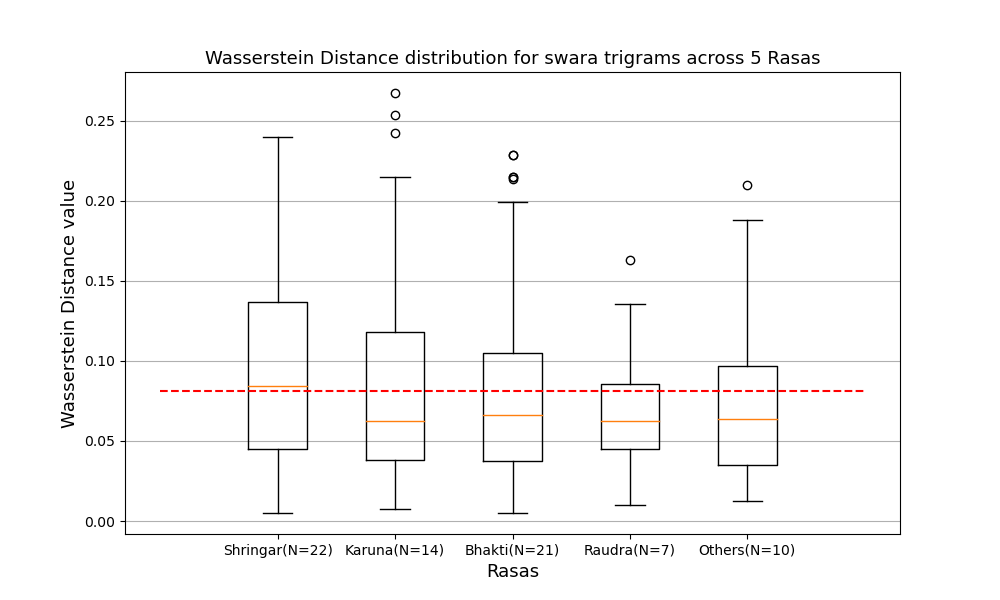 Wasserstein Distance distribution for swara trigrams across 5 Rasas
Wasserstein Distance value
0.25
0.20
0.15
0.10
0.05
0.00
Shringar(N=22) Karuna(N=14) Bhakti(N=21) Raudra(N=7) Others(N=10)
Rasas